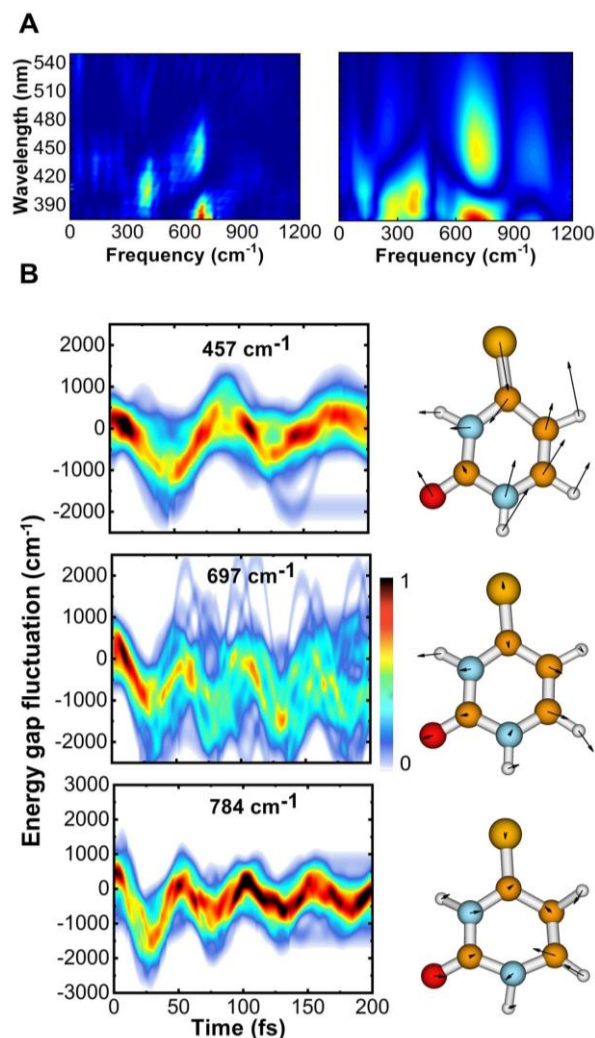 A
Wavelength (nm)
540
510
480
450
420
390
0 300 600 900 1200
0 300 600 900 1200
Frequency (cm-1)
Frequency (cm-1)
B
Energy gap fluctuation (cm-1)
457 cm-1
2000
1000
0
-1000
-2000
697 cm-1
2000
1000
0
-1000
-2000
1
0
784 cm-1
3000
2000
1000
0
-1000
-2000
-3000
0 50 100 150 200
Time (fs)